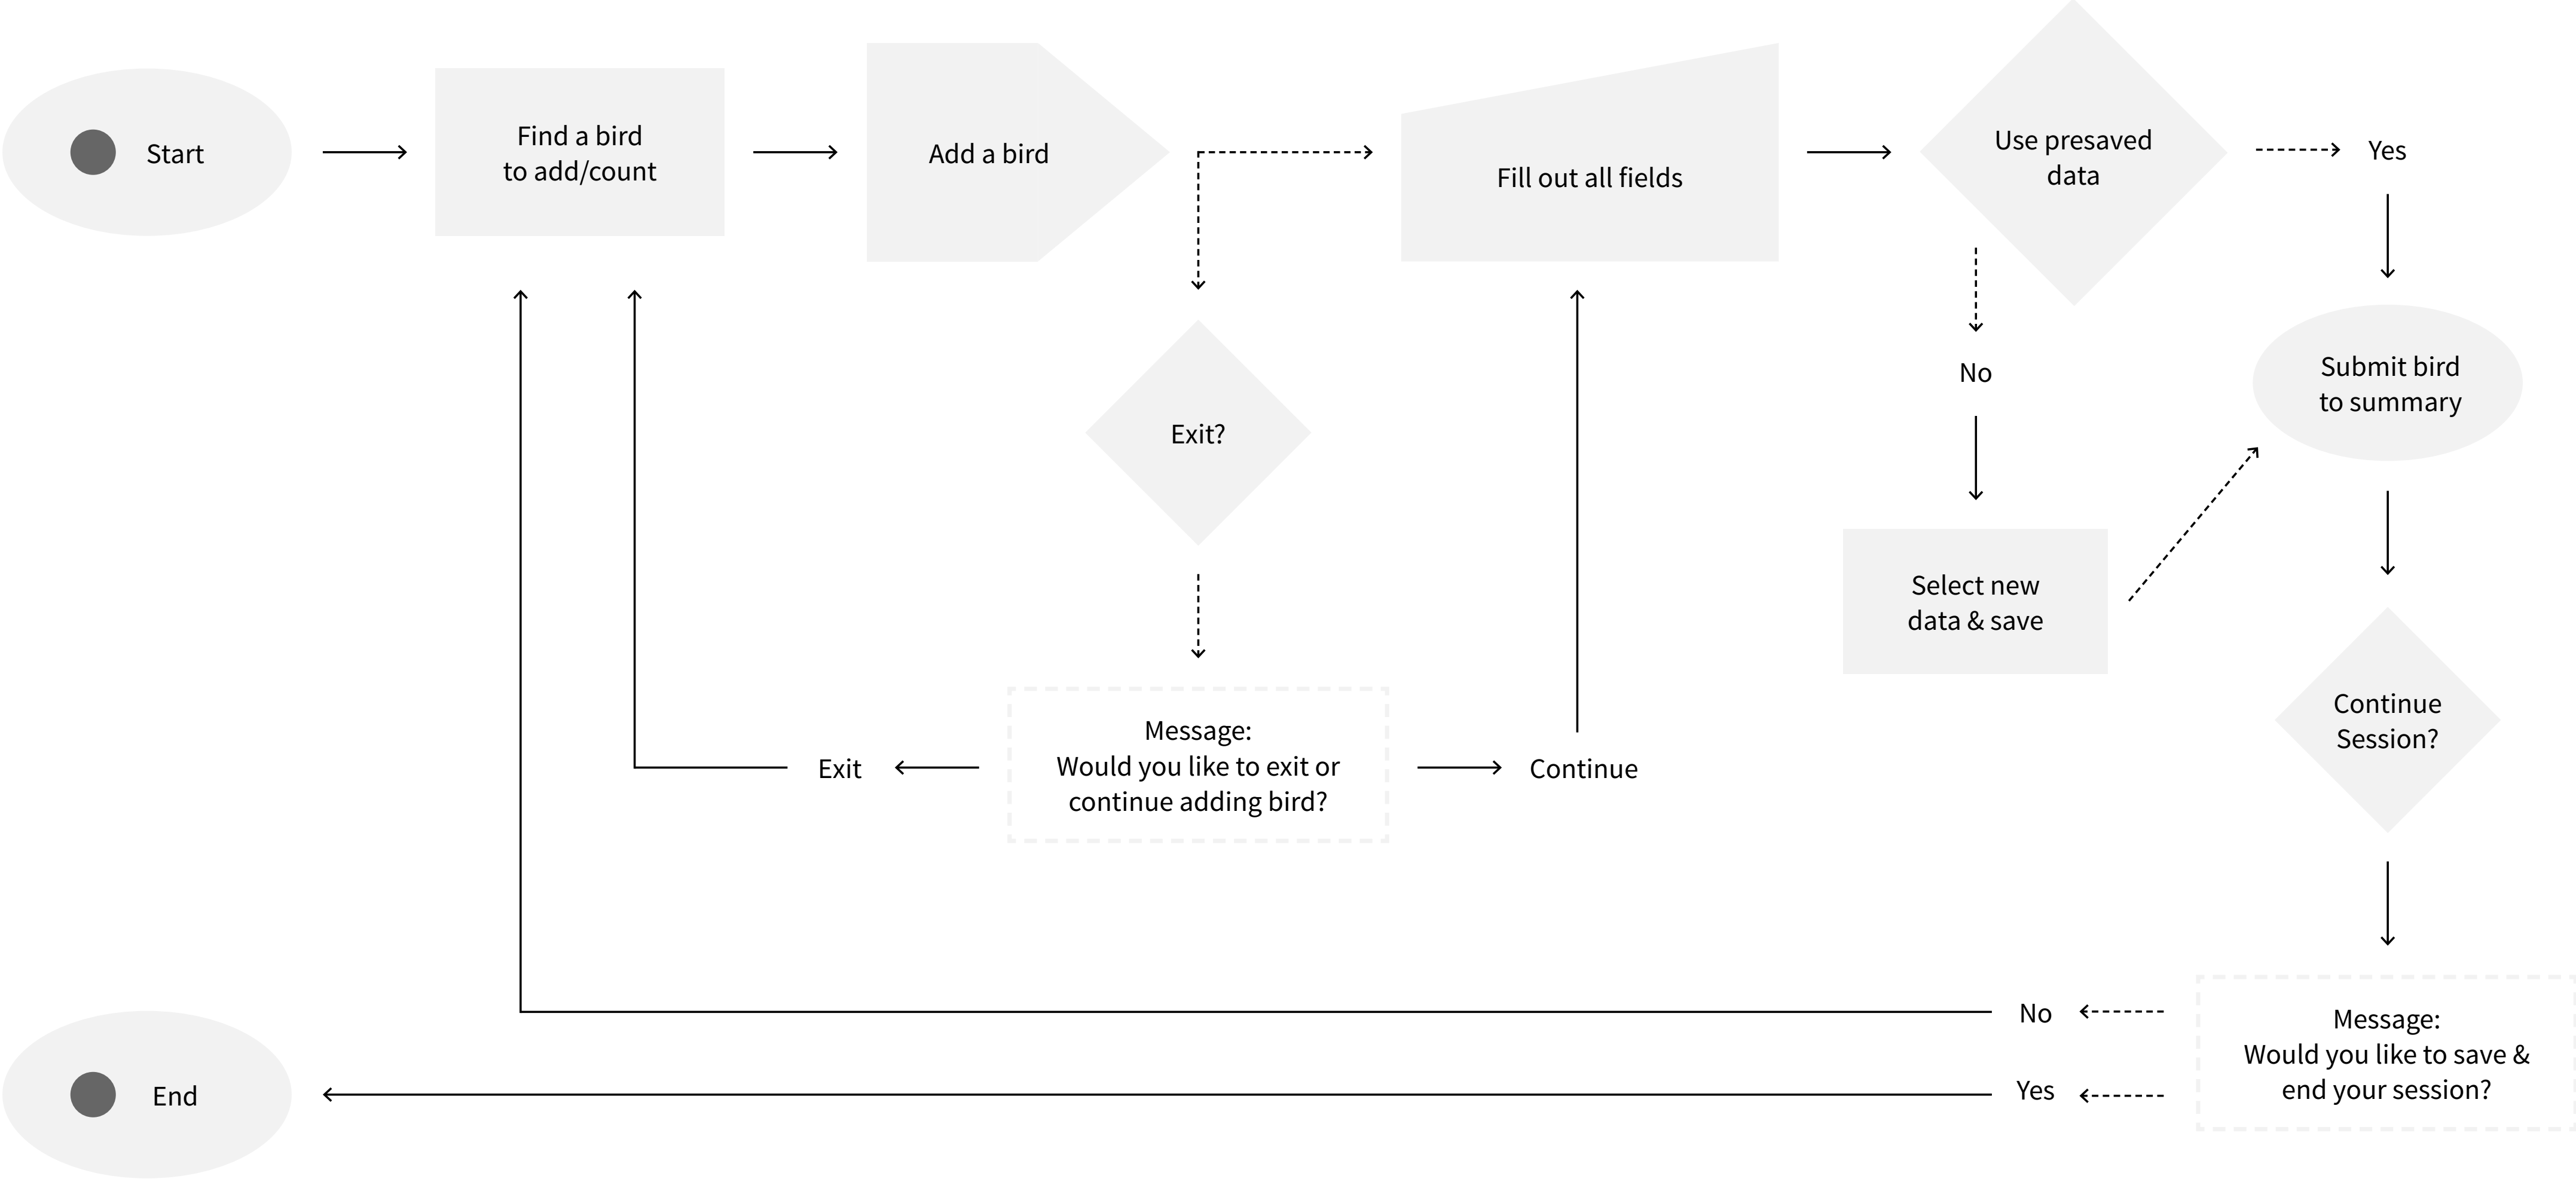 Start
Find a bird
to add/count
Add a bird
Fill out all fields
Use presaved
data
Yes
No
Submit bird
to summary
Exit?
Select new
data & save
Continue
Session?
Message:
Would you like to exit or
continue adding bird?
Exit
Continue
No
Message:
Would you like to save &
end your session?
Yes
End